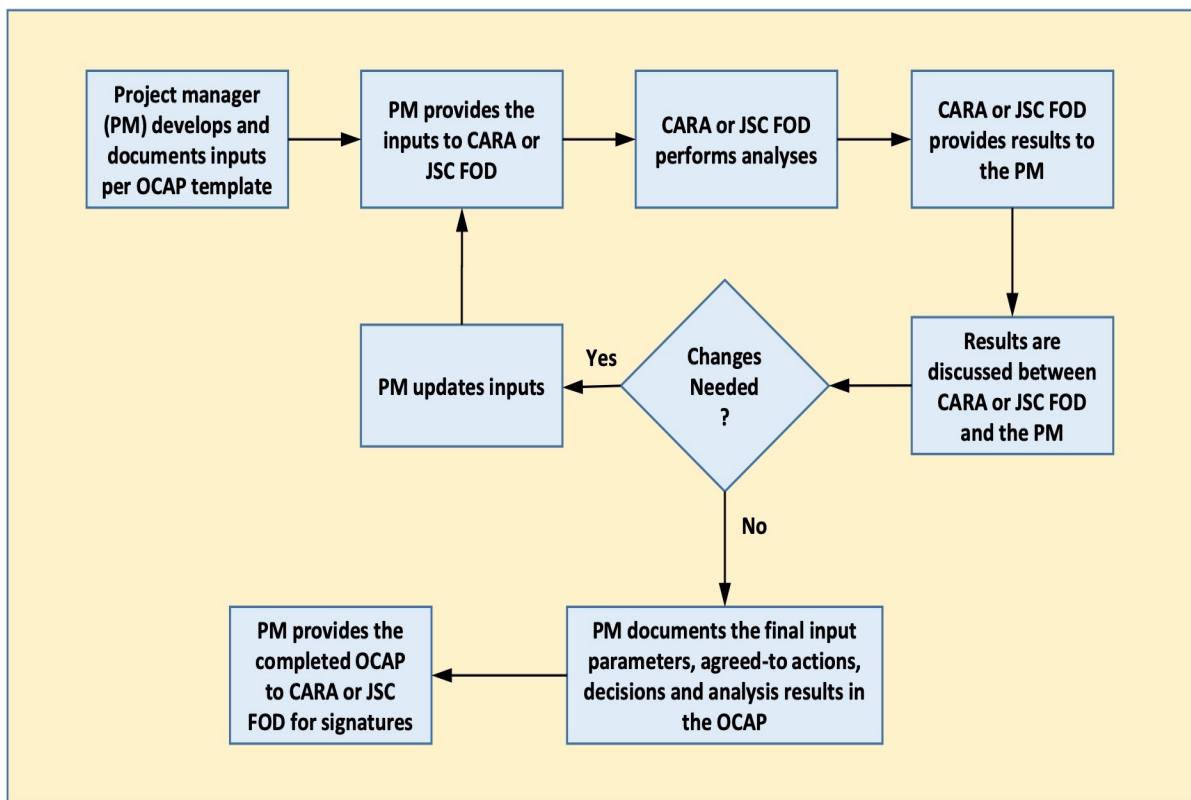 Project manager
(PM) develops and
documents inputs
per OCAP template
PM provides the
inputs to CARA or
JSC FOD
CARA or JSC FOD
performs analyses
CARA or JSC FOD
provides results to
the PM
Results are
discussed between
CARA or JSC FOD
and the PM
Changes
Needed
?
Yes
PM updates inputs
No
PM documents the final input
parameters, agreed-to actions,
decisions and analysis results in
the OCAP
PM provides the
completed OCAP
to CARA or JSC
FOD for signatures